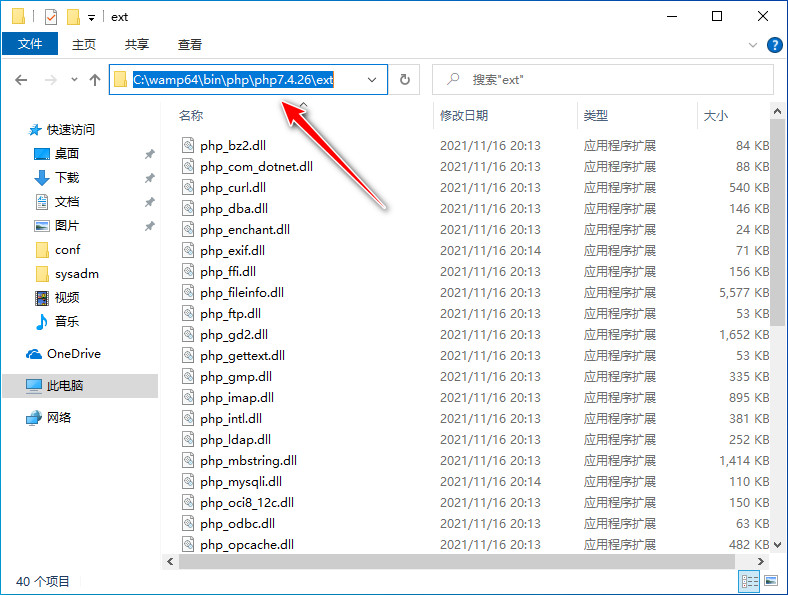 ext
文件 主页 共享 查看
C:\wamp64\bin\php\php7.4.26\ext 搜索"ext"
名称 修改日期 类型 大小
快速访问
桌面
下载
文档
图片
conf
sysadm
视频
音乐
OneDrive
此电脑
网络
php_bz2.dll 2021/11/16 20:13 应用程序扩展 84 KB
php_com_dotnet.dll 2021/11/16 20:13 应用程序扩展 88 KB
php_curl.dll 2021/11/16 20:13 应用程序扩展 540 KB
php_dba.dll 2021/11/16 20:13 应用程序扩展 146 KB
php_enchant.dll 2021/11/16 20:13 应用程序扩展 24 KB
php_exif.dll 2021/11/16 20:14 应用程序扩展 71 KB
php_ffi.dll 2021/11/16 20:13 应用程序扩展 156 KB
php_fileinfo.dll 2021/11/16 20:13 应用程序扩展 5,577 KB
php_ftp.dll 2021/11/16 20:13 应用程序扩展 53 KB
php_gd2.dll 2021/11/16 20:13 应用程序扩展 1,652 KB
php_gettext.dll 2021/11/16 20:13 应用程序扩展 53 KB
php_gmp.dll 2021/11/16 20:13 应用程序扩展 335 KB
php_imap.dll 2021/11/16 20:13 应用程序扩展 895 KB
php_intl.dll 2021/11/16 20:13 应用程序扩展 381 KB
php_ldap.dll 2021/11/16 20:13 应用程序扩展 252 KB
php_mbstring.dll 2021/11/16 20:13 应用程序扩展 1,414 KB
php_mysqli.dll 2021/11/16 20:14 应用程序扩展 110 KB
php_oci8_12c.dll 2021/11/16 20:13 应用程序扩展 150 KB
php_odbc.dll 2021/11/16 20:13 应用程序扩展 63 KB
php_opcache.dll 2021/11/16 20:13 应用程序扩展 482 KB
40 个项目